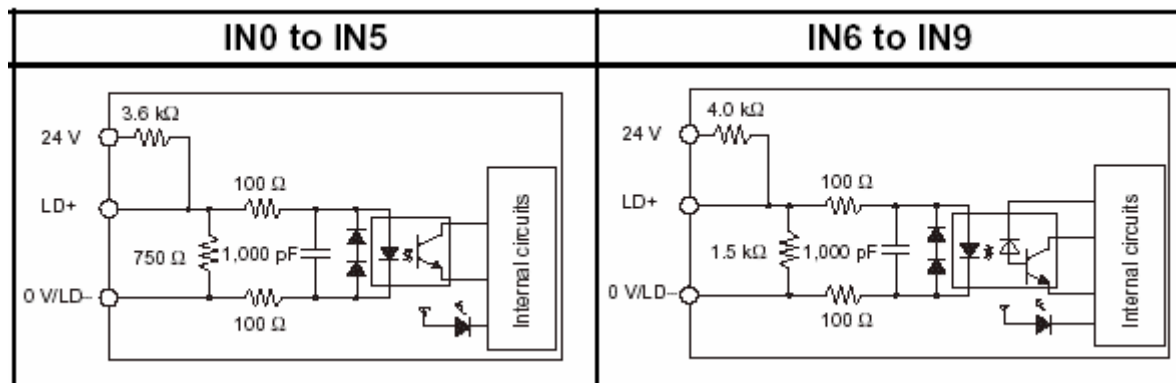 IN0 to IN5
IN6 to IN9
3.6 kΩ
24 V
100 Ω
LD+
750 Ω
1,000 pF
0 V/LD−
100 Ω
Internal circuits
4.0 kΩ
24 V
100 Ω
LD+
1.5 kΩ
1,000 pF
0 V/LD−
100 Ω
Internal circuits